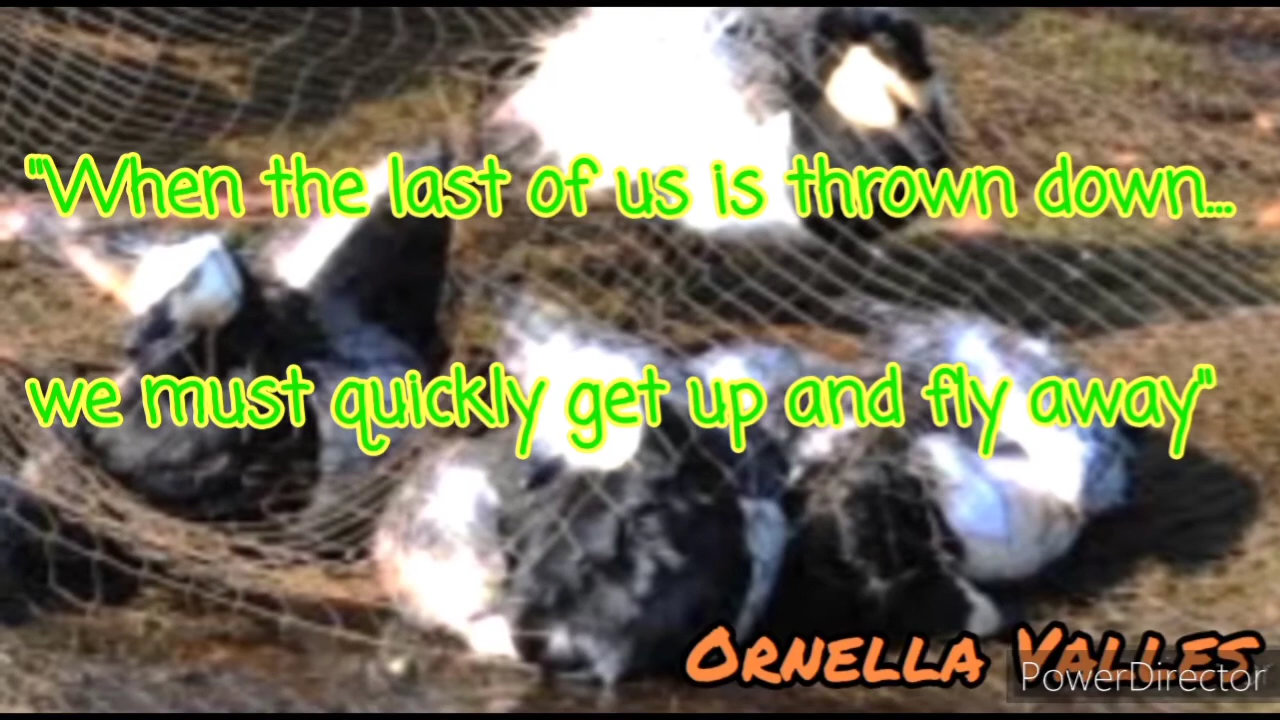 "When the last of us is thrown down...
we must quickly get up and fly away"
ORNELLA VALLES
PowerDirector